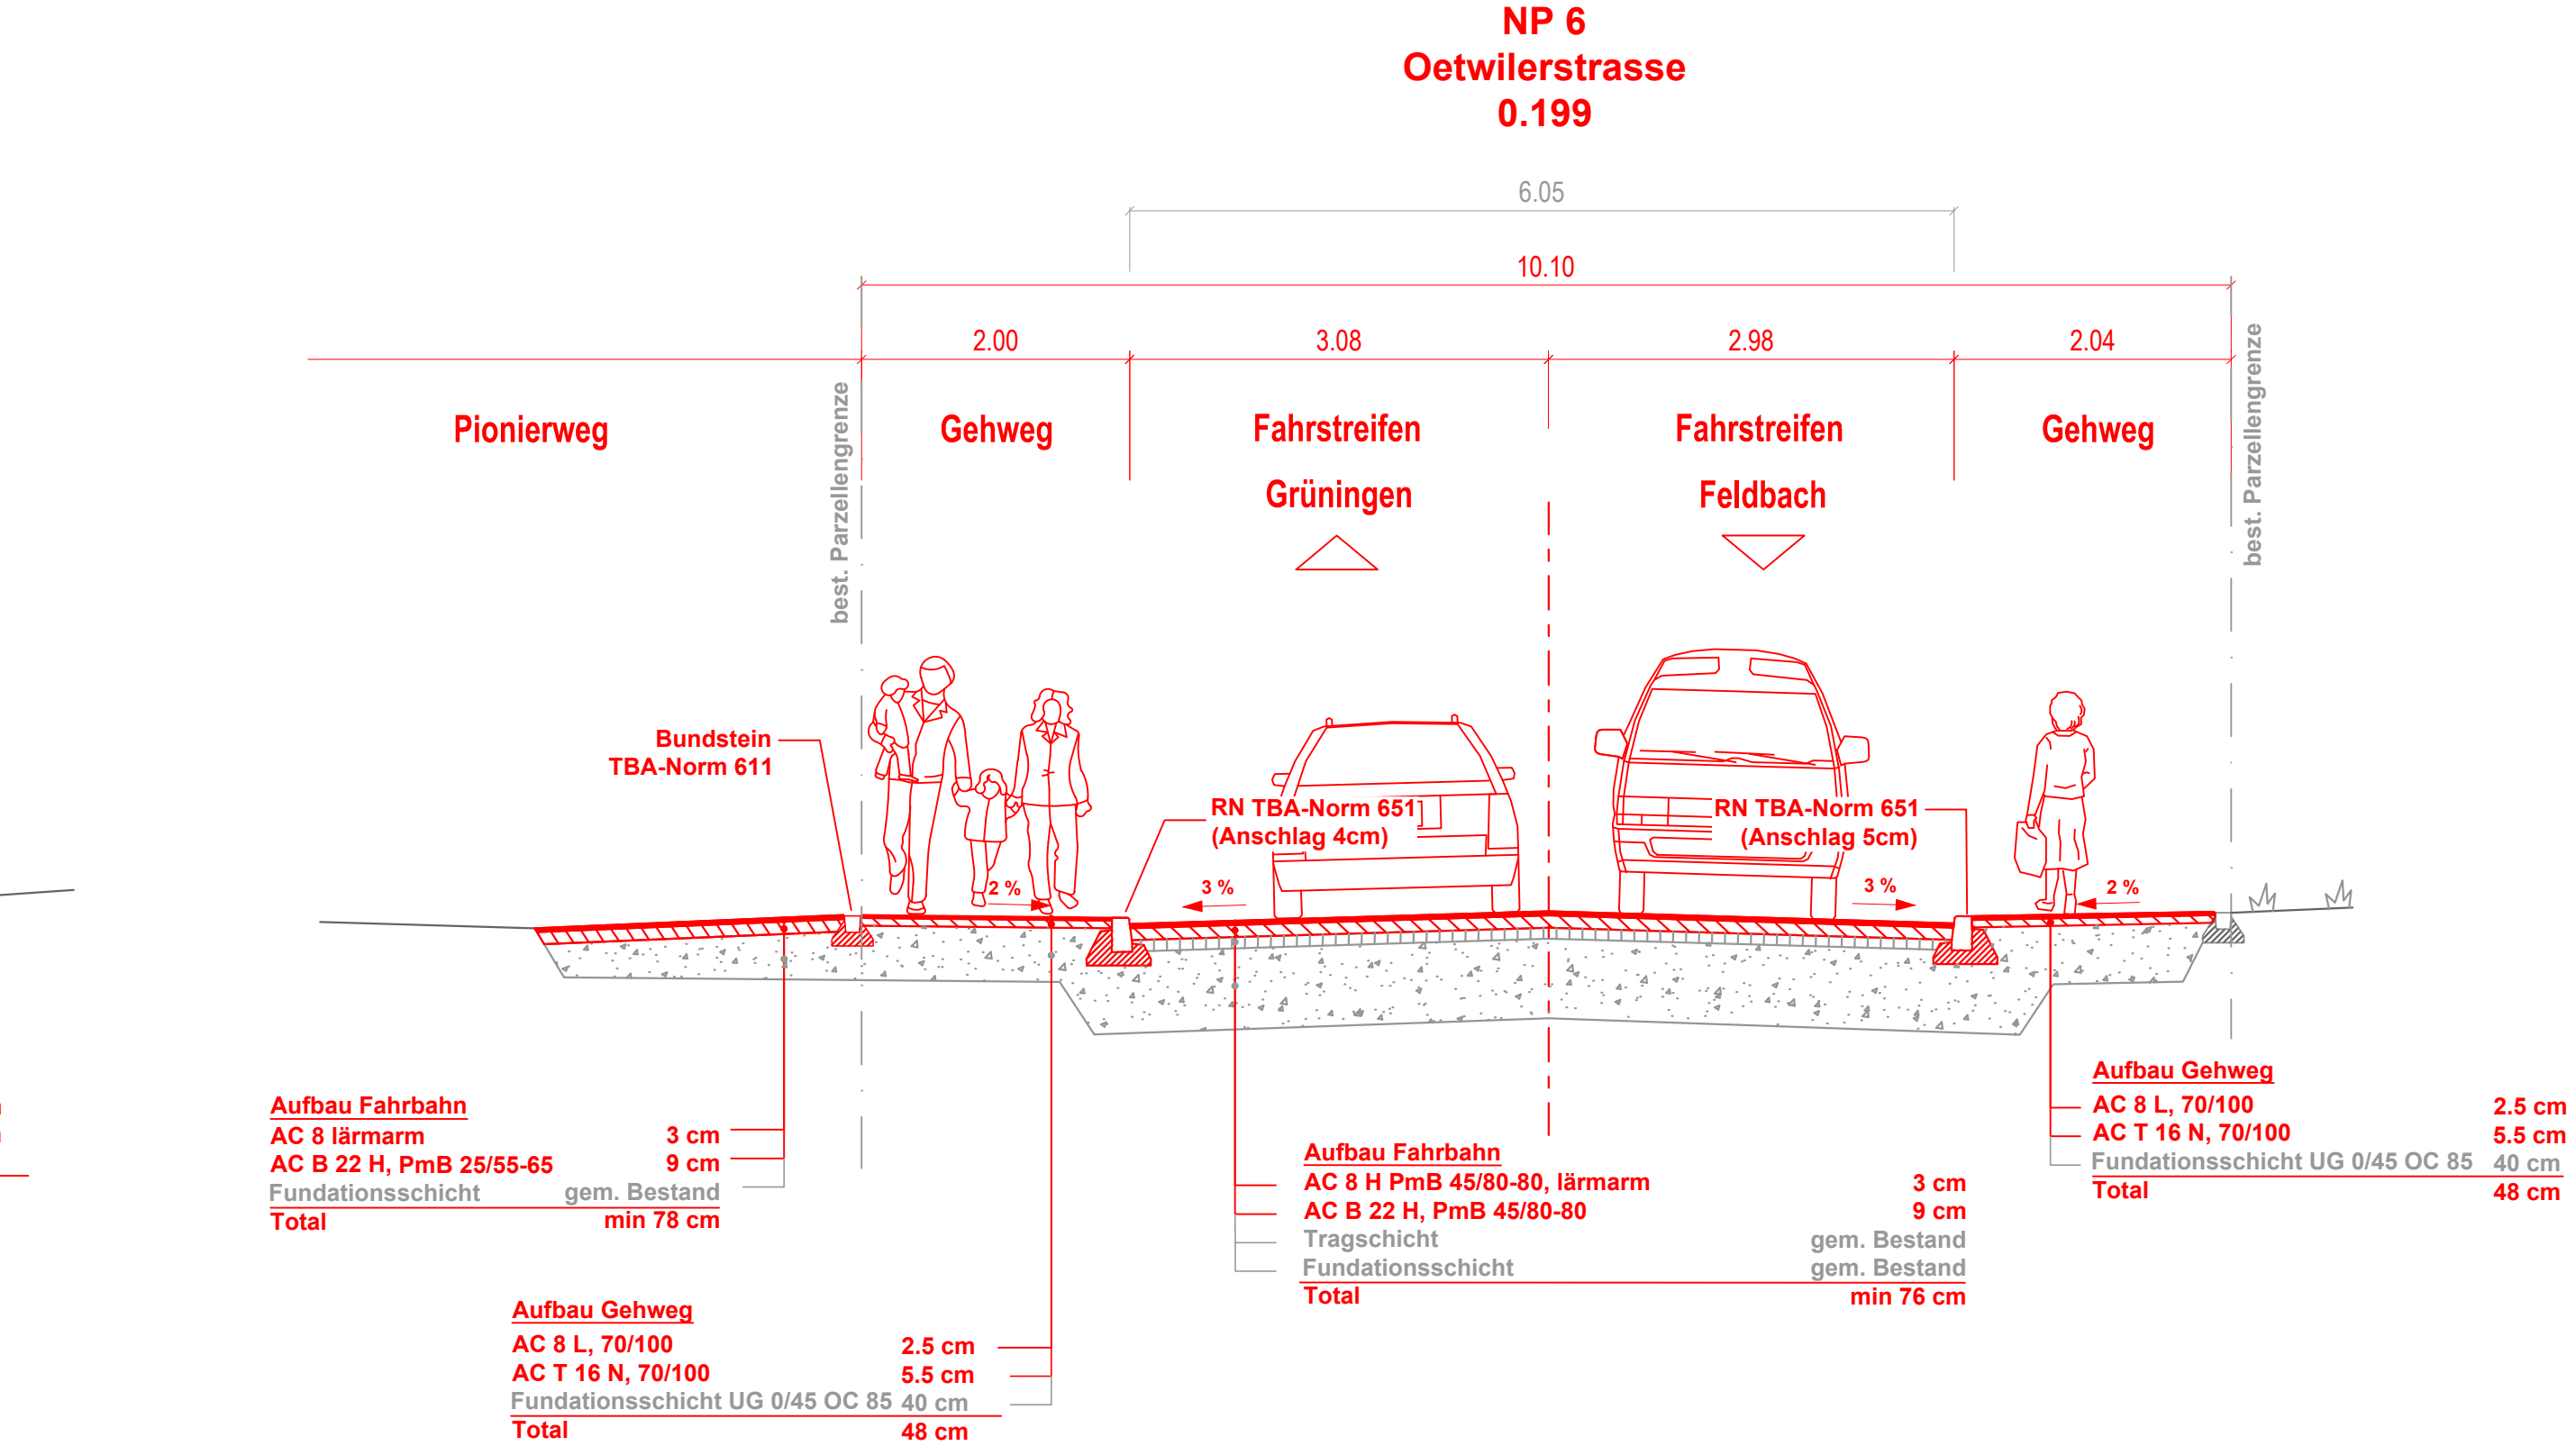 NP 6
Oetwilerstrasse
0.199
6.05
10.10
2.00
3.08
2.98
2.04
best. Parzellengrenze
best. Parzellengrenze
Pionierweg
Gehweg
Fahrstreifen
Grüningen
Fahrstreifen
Feldbach
Gehweg
Bundstein
TBA-Norm 611
RN TBA-Norm 651
(Anschlag 4cm)
RN TBA-Norm 651
(Anschlag 5cm)
2 %
3 %
3 %
2 %
Aufbau Fahrbahn
AC 8 lärmarm 3 cm
AC B 22 H, PmB 25/55-65 9 cm
Fundationsschicht gem. Bestand
Total min 78 cm
Aufbau Gehweg
AC 8 L, 70/100 2.5 cm
AC T 16 N, 70/100 5.5 cm
Fundationsschicht UG 0/45 OC 85 40 cm
Total 48 cm
Aufbau Fahrbahn
AC 8 H PmB 45/80-80, lärmarm 3 cm
AC B 22 H, PmB 45/80-80 9 cm
Tragschicht gem. Bestand
Fundationsschicht gem. Bestand
Total min 76 cm
Aufbau Gehweg
AC 8 L, 70/100 2.5 cm
AC T 16 N, 70/100 5.5 cm
Fundationsschicht UG 0/45 OC 85 40 cm
Total 48 cm